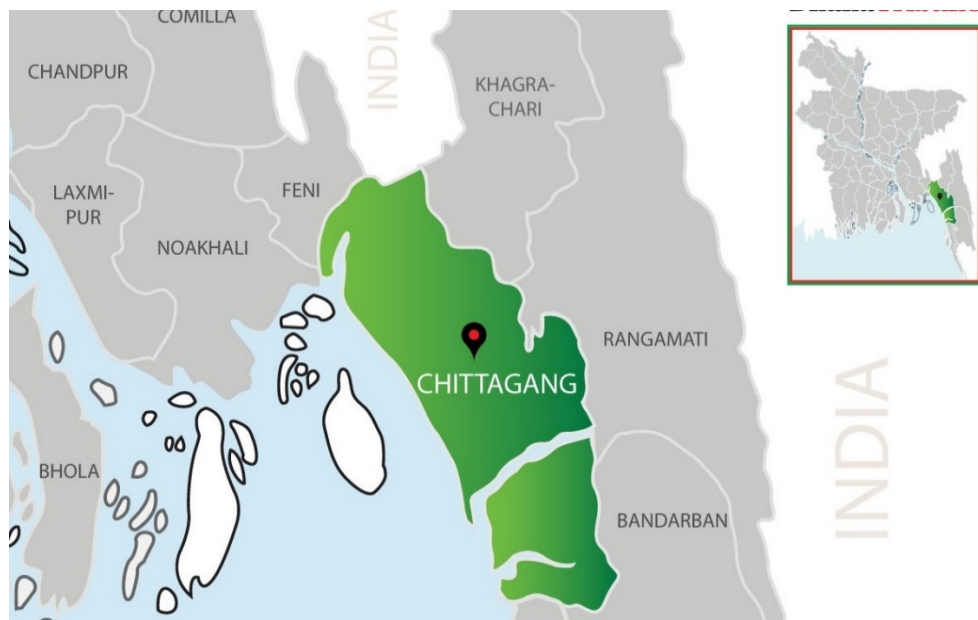 COMILLA
CHANDPUR
INDIA
KHAGRA-
CHARI
LAXMI-
PUR
FENI
NOAKHALI
RANGAMATI
CHITTAGANG
BHOLA
BANDARBAN
INDIA